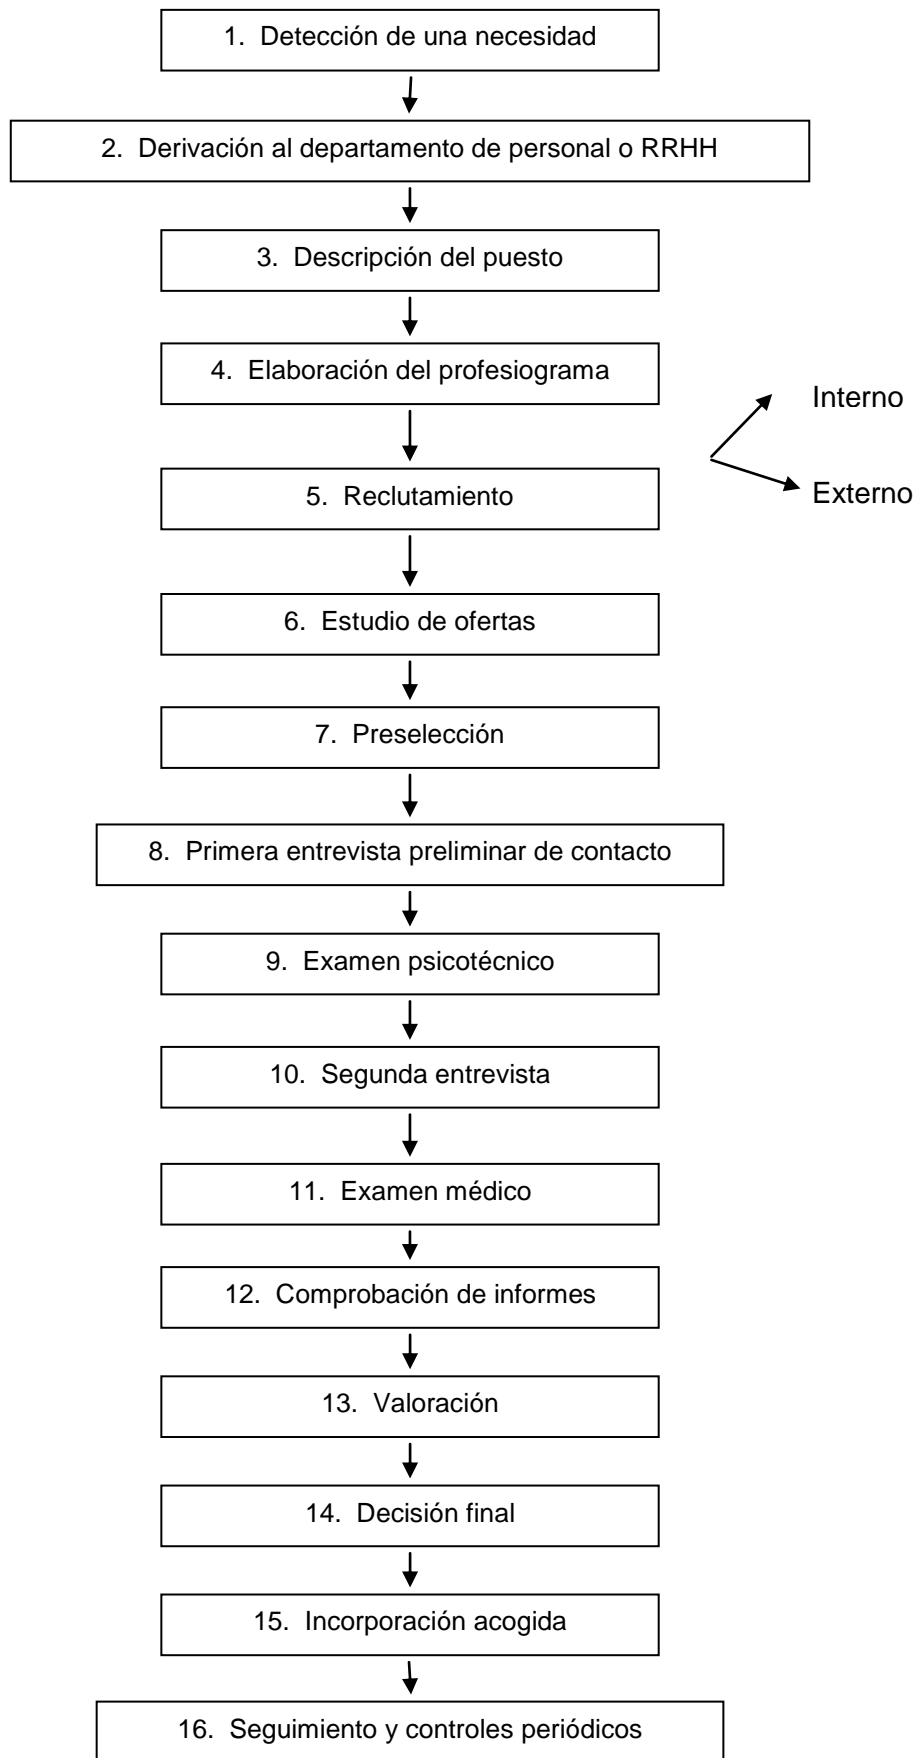 1. Detección de una necesidad
2. Derivación al departamento de personal o RRHH
3. Descripción del puesto
4. Elaboración del profesiograma
Interno
5. Reclutamiento
Externo
6. Estudio de ofertas
7. Preselección
8. Primera entrevista preliminar de contacto
9. Examen psicotécnico
10. Segunda entrevista
11. Examen médico
12. Comprobación de informes
13. Valoración
14. Decisión final
15. Incorporación acogida
16. Seguimiento y controles periódicos